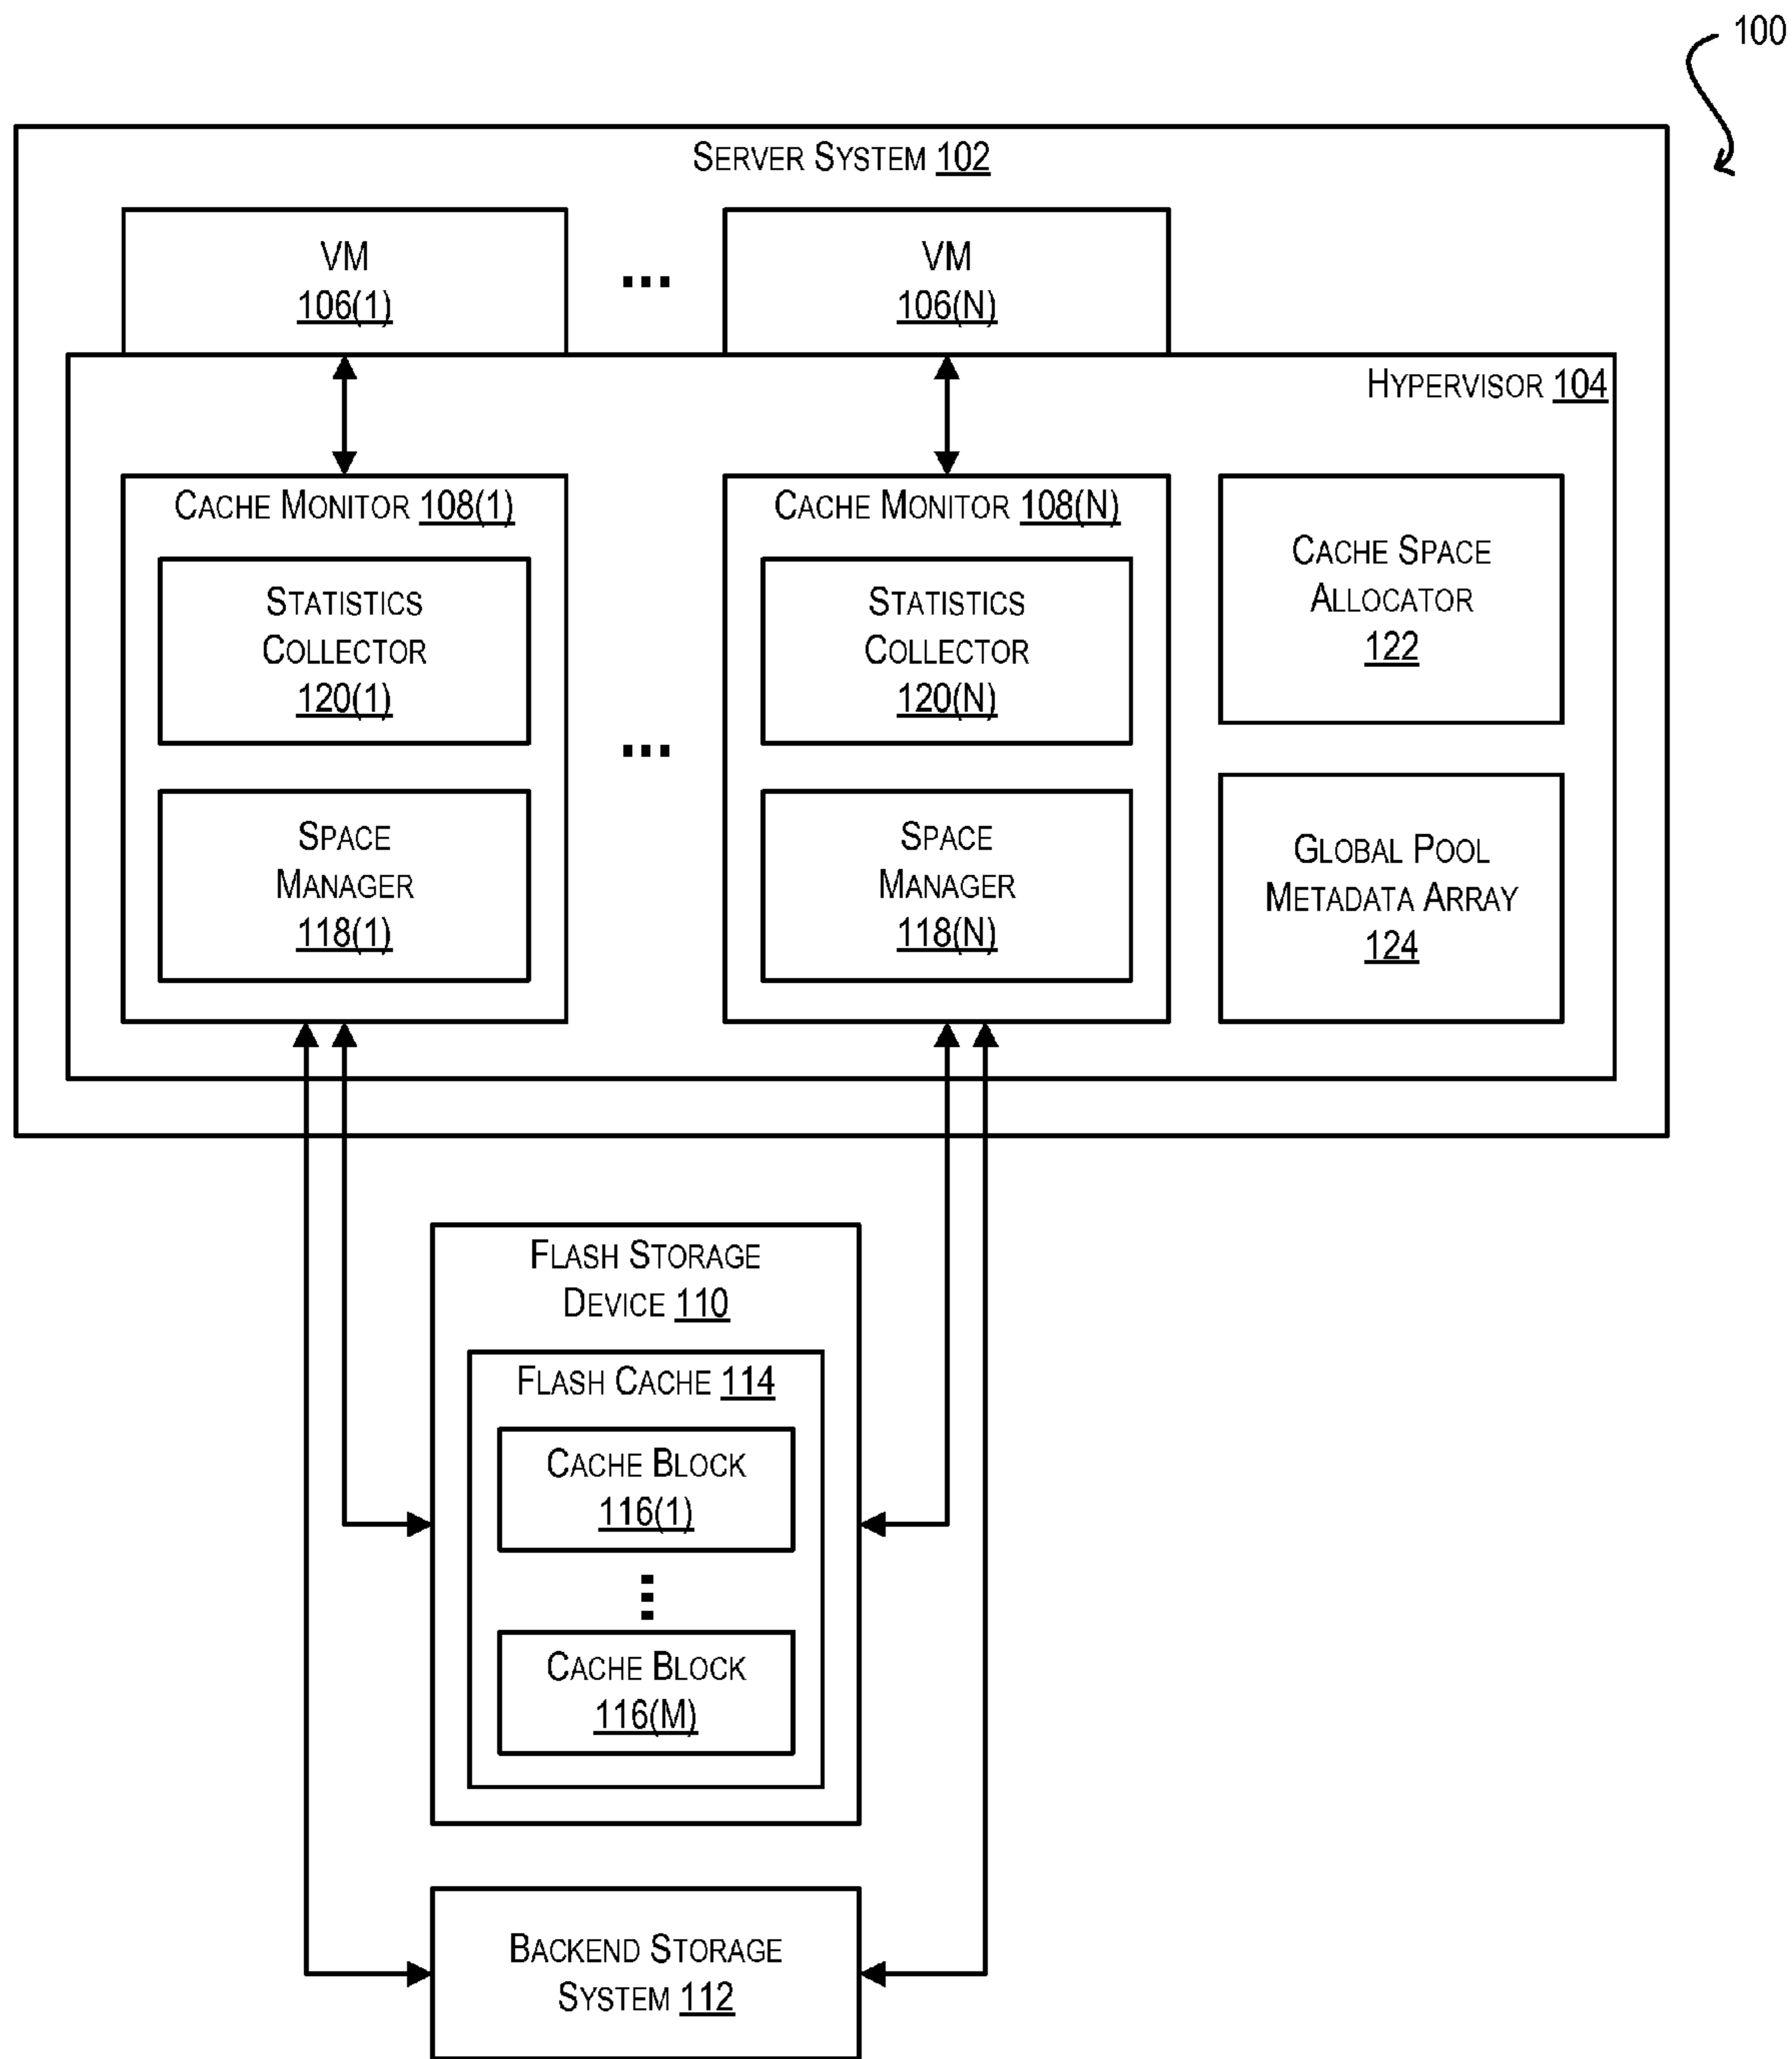 100
SERVER SYSTEM 102
VM
106(1)
...
VM
106(N)
HYPERVISOR 104
CACHE MONITOR 108(1)
STATISTICS
COLLECTOR
120(1)
SPACE
MANAGER
118(1)
...
CACHE MONITOR 108(N)
STATISTICS
COLLECTOR
120(N)
SPACE
MANAGER
118(N)
CACHE SPACE
ALLOCATOR
122
GLOBAL POOL
METADATA ARRAY
124
FLASH STORAGE
DEVICE 110
FLASH CACHE 114
CACHE BLOCK
116(1)
...
CACHE BLOCK
116(M)
BACKEND STORAGE
SYSTEM 112